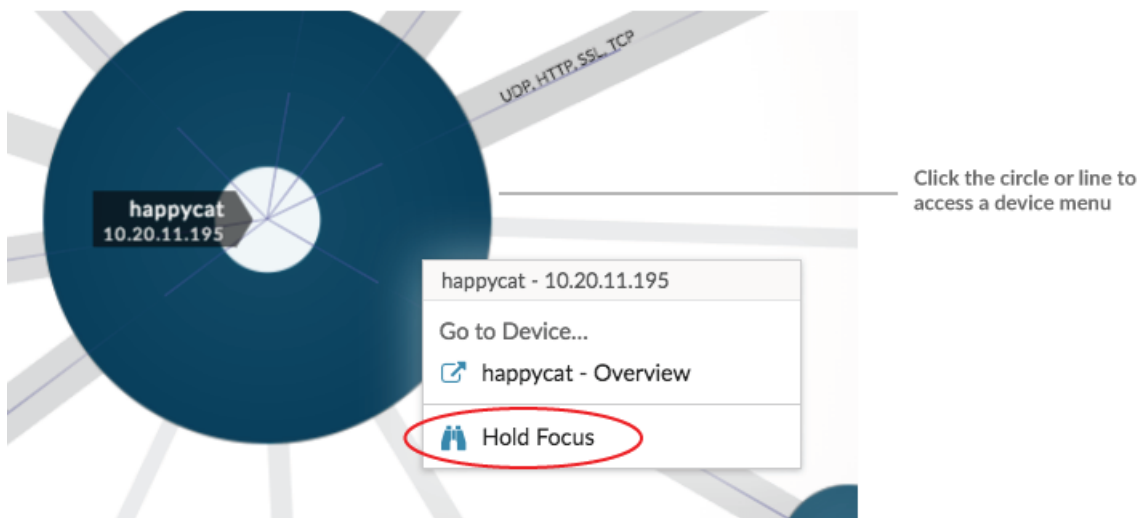 UDP, HTTP, SSL, TCP
Click the circle or line to
access a device menu
happycat
10.20.11.195
happycat - 10.20.11.195
Go to Device...
happycat - Overview
Hold Focus